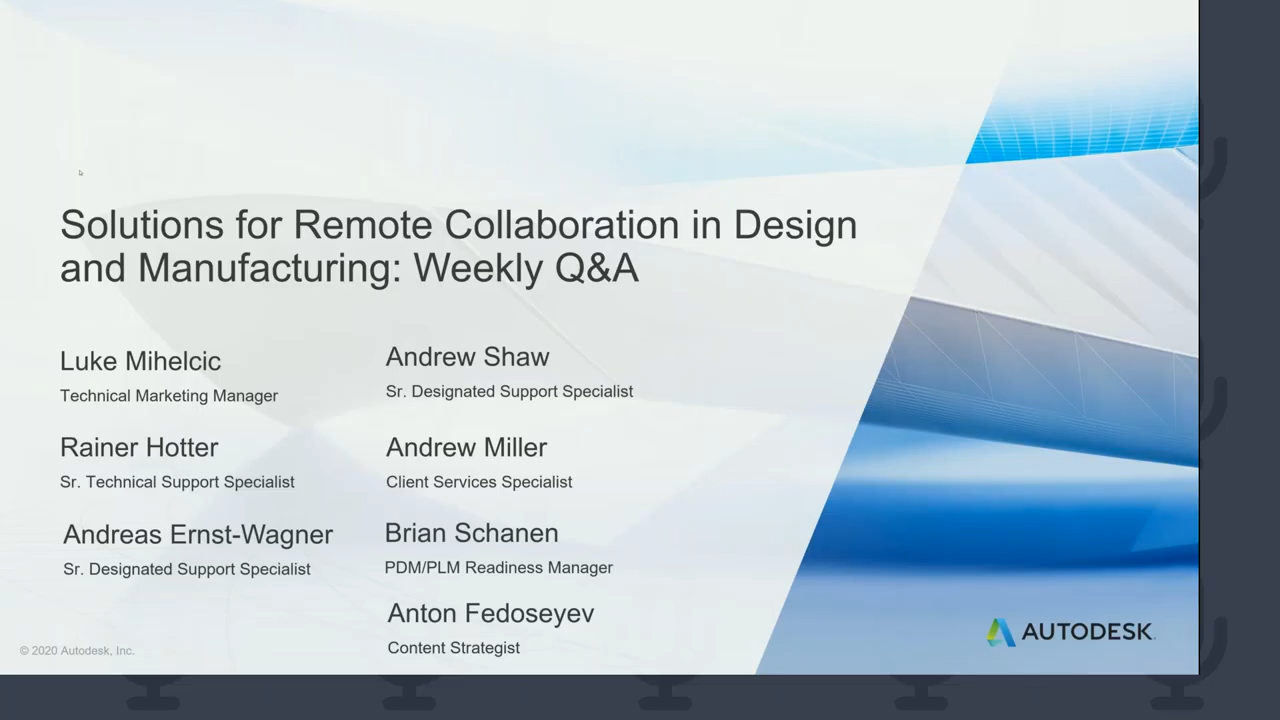 Solutions for Remote Collaboration in Design
and Manufacturing: Weekly Q&A
Luke Mihelcic
Technical Marketing Manager
Rainer Hotter
Sr. Technical Support Specialist
Andreas Ernst-Wagner
Sr. Designated Support Specialist
Andrew Shaw
Sr. Designated Support Specialist
Andrew Miller
Client Services Specialist
Brian Schanen
PDM/PLM Readiness Manager
Anton Fedoseyev
Content Strategist
© 2020 Autodesk, Inc.
AUTODESK